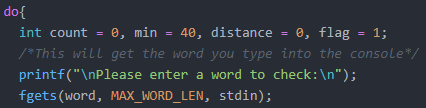 do{
int count = 0, min = 40, distance = 0, flag = 1;
/*This will get the word you type into the console*/
printf("\nPlease enter a word to check:\n");
fgets(word, MAX_WORD_LEN, stdin);